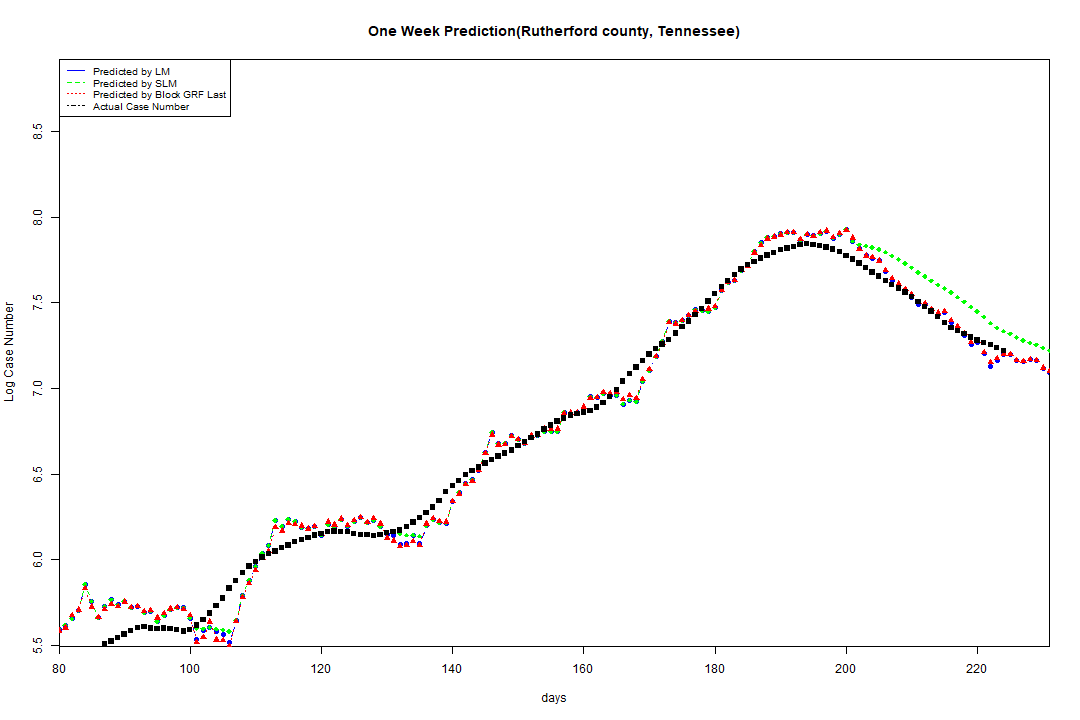 One Week Prediction(Rutherford county, Tennessee)
Predicted by LM
Predicted by SLM
Predicted by Block GRF Last
Actual Case Number
Log Case Number
8.5
8.0
7.5
7.0
6.5
6.0
5.5
80 100 120 140 160 180 200 220
days